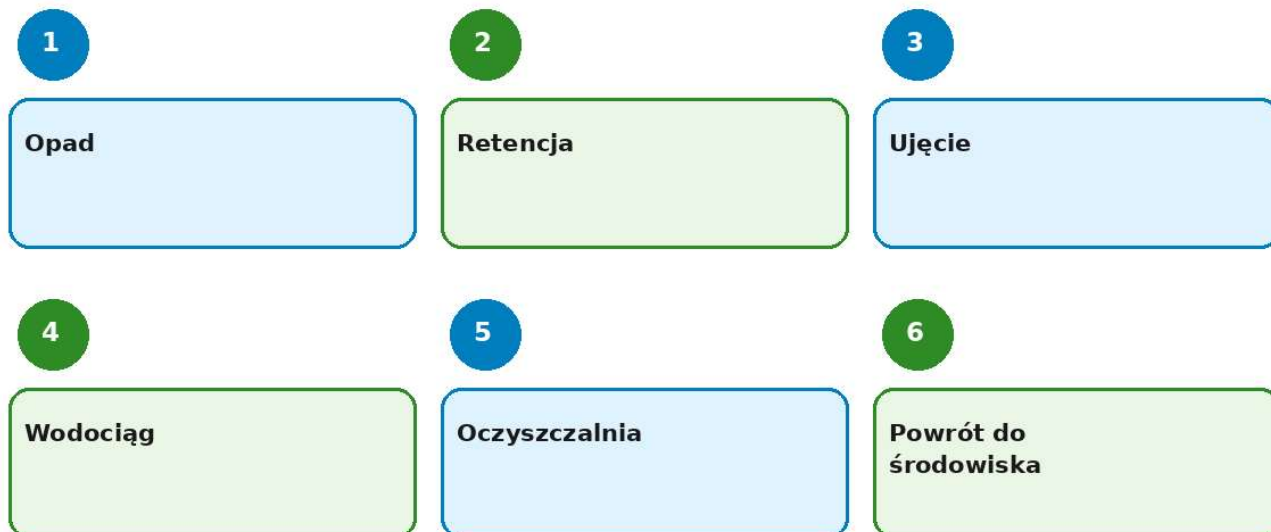 1
Opad
2
Retencja
3
Ujęcie
4
Wodociąg
5
Oczyszczalnia
6
Powrót do
środowiska